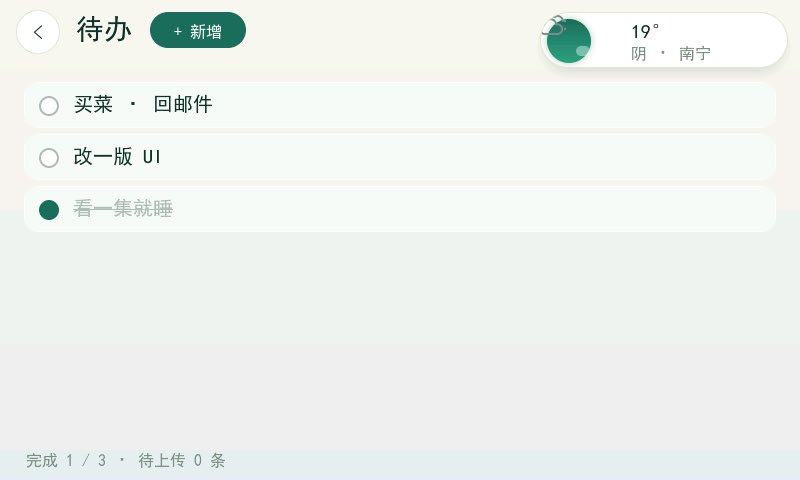 待办
+ 新增
19°
阴 · 南宁
买菜 · 回邮件
改一版 UI
看一集就睡
完成 1 / 3 · 待上传 0 条